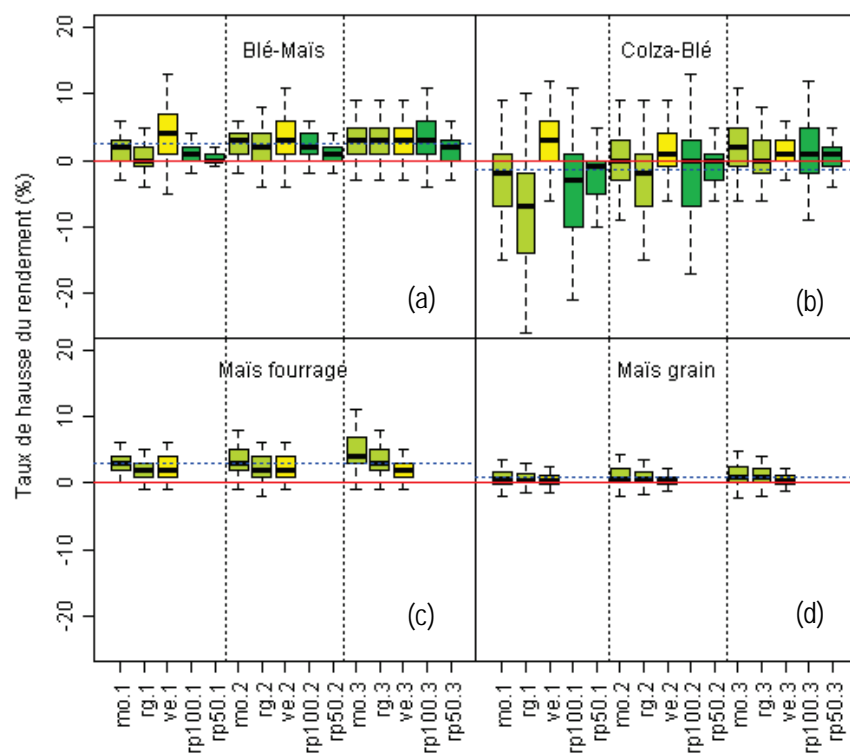 Taux de hausse du rendement (%)
20
10
0
-10
-20
Blé-Maïs
(a)
Colza-Blé
(b)
20
10
0
-10
-20
Maïs fourrage
(c)
Maïs grain
(d)
mo.1
rg.1
ve.1
rp100.1
rp50.1
mo.2
rg.2
ve.2
rp100.2
rp50.2
mo.3
rg.3
ve.3
rp100.3
rp50.3
mo.1
rg.1
ve.1
rp100.1
rp50.1
mo.2
rg.2
ve.2
rp100.2
rp50.2
mo.3
rg.3
ve.3
rp100.3
rp50.3